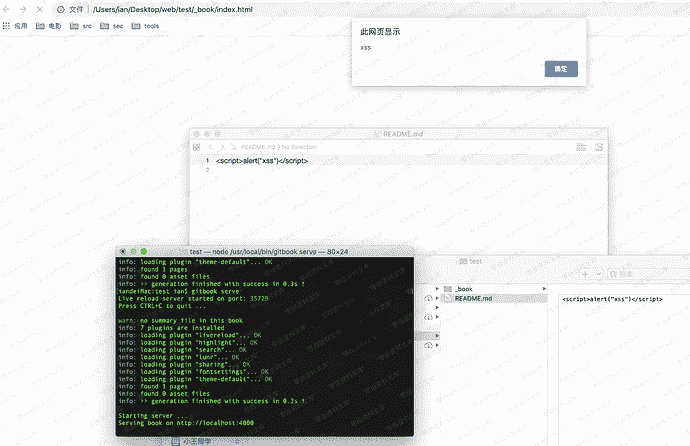 文件 | /Users/ian/Desktop/web/test/_book/index.html
应用 电影 src sec tools
此网页显示
xss
确定
README.md
README.md > No Selection
1 <script>alert("xss")</script>
2
test — node /usr/local/bin/gitbook serve — 80×24
info: loading plugin "theme-default"... OK
info: found 1 pages
info: found 0 asset files
info: >> generation finished with success in 0.3s !
iandeiMac:test ian$ gitbook serve
Live reload server started on port: 35729
Press CTRL+C to quit ...
warn: no summary file in this book
info: 7 plugins are installed
info: loading plugin "livereload"... OK
info: loading plugin "highlight"... OK
info: loading plugin "search"... OK
info: loading plugin "lunr"... OK
info: loading plugin "sharing"... OK
info: loading plugin "fontsettings"... OK
info: loading plugin "theme-default"... OK
info: found 1 pages
info: found 0 asset files
info: >> generation finished with success in 0.2s !
Starting server ...
Serving book on http://localhost:4000
test
搜索
_book
README.md
<script>alert("xss")</script>